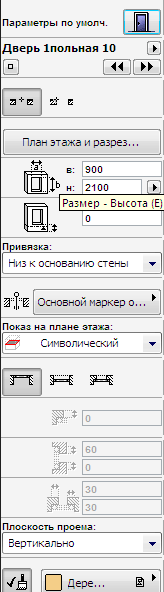 Параметры по умолч.
Дверь 1польная 10
План этажа и разрез...
а:
в: 900
н: 2100
Размер - Высота (E)
0
Привязка:
Низ к основанию стены
Основной маркер о...
Показ на плане этажа:
Символический
0
60
0
30
30
Плоскость проема:
Вертикально
Дере...